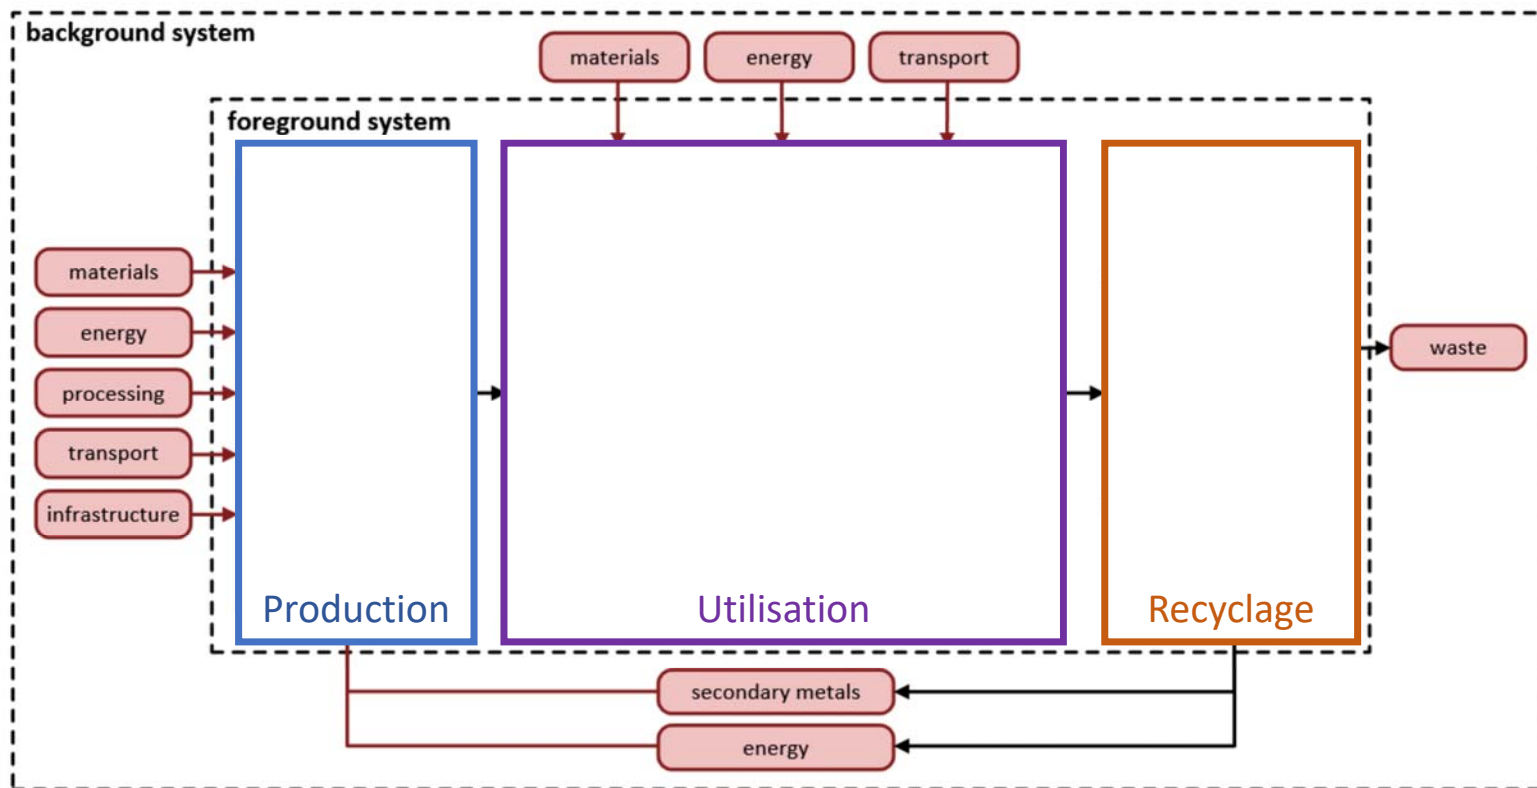 background system
materials
energy
transport
foreground system
materials
energy
processing
transport
infrastructure
waste
Production
Utilisation
Recyclage
secondary metals
energy